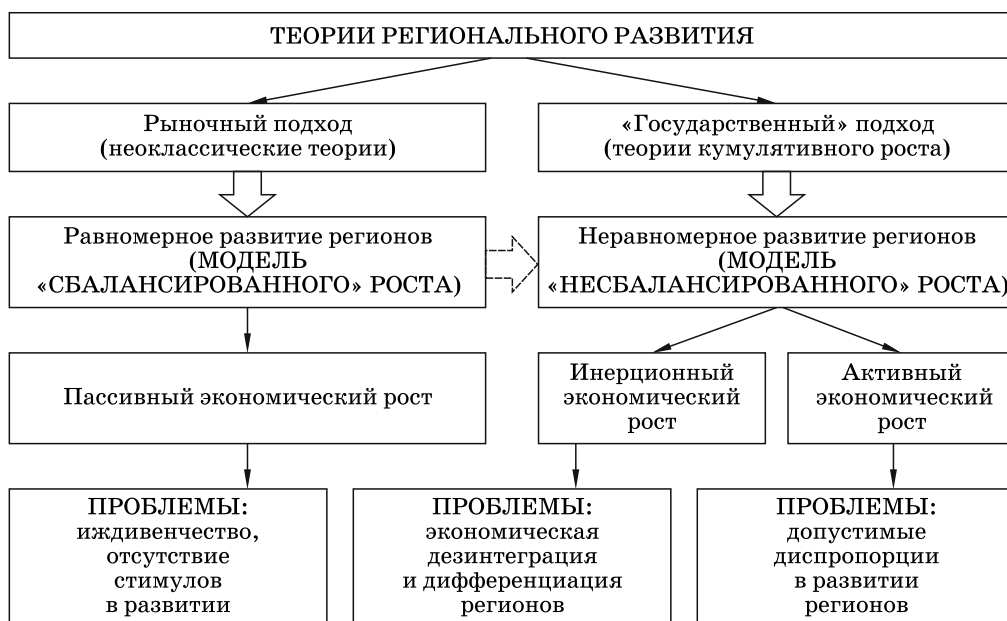 ТЕОРИИ РЕГИОНАЛЬНОГО РАЗВИТИЯ
Рыночный подход
(неоклассические теории)
«Государственный» подход
(теории кумулятивного роста)
Равномерное развитие регионов
(МОДЕЛЬ
«СБАЛАНСИРОВАННОГО» РОСТА)
Неравномерное развитие регионов
(МОДЕЛЬ
«НЕСБАЛАНСИРОВАННОГО» РОСТА)
Пассивный экономический рост
Инерционный
экономический
рост
Активный
экономический
рост
ПРОБЛЕМЫ:
иждивенчество,
отсутствие
стимулов
в развитии
ПРОБЛЕМЫ:
экономическая
дезинтеграция
и дифференциация
регионов
ПРОБЛЕМЫ:
допустимые
диспропорции
в развитии
регионов